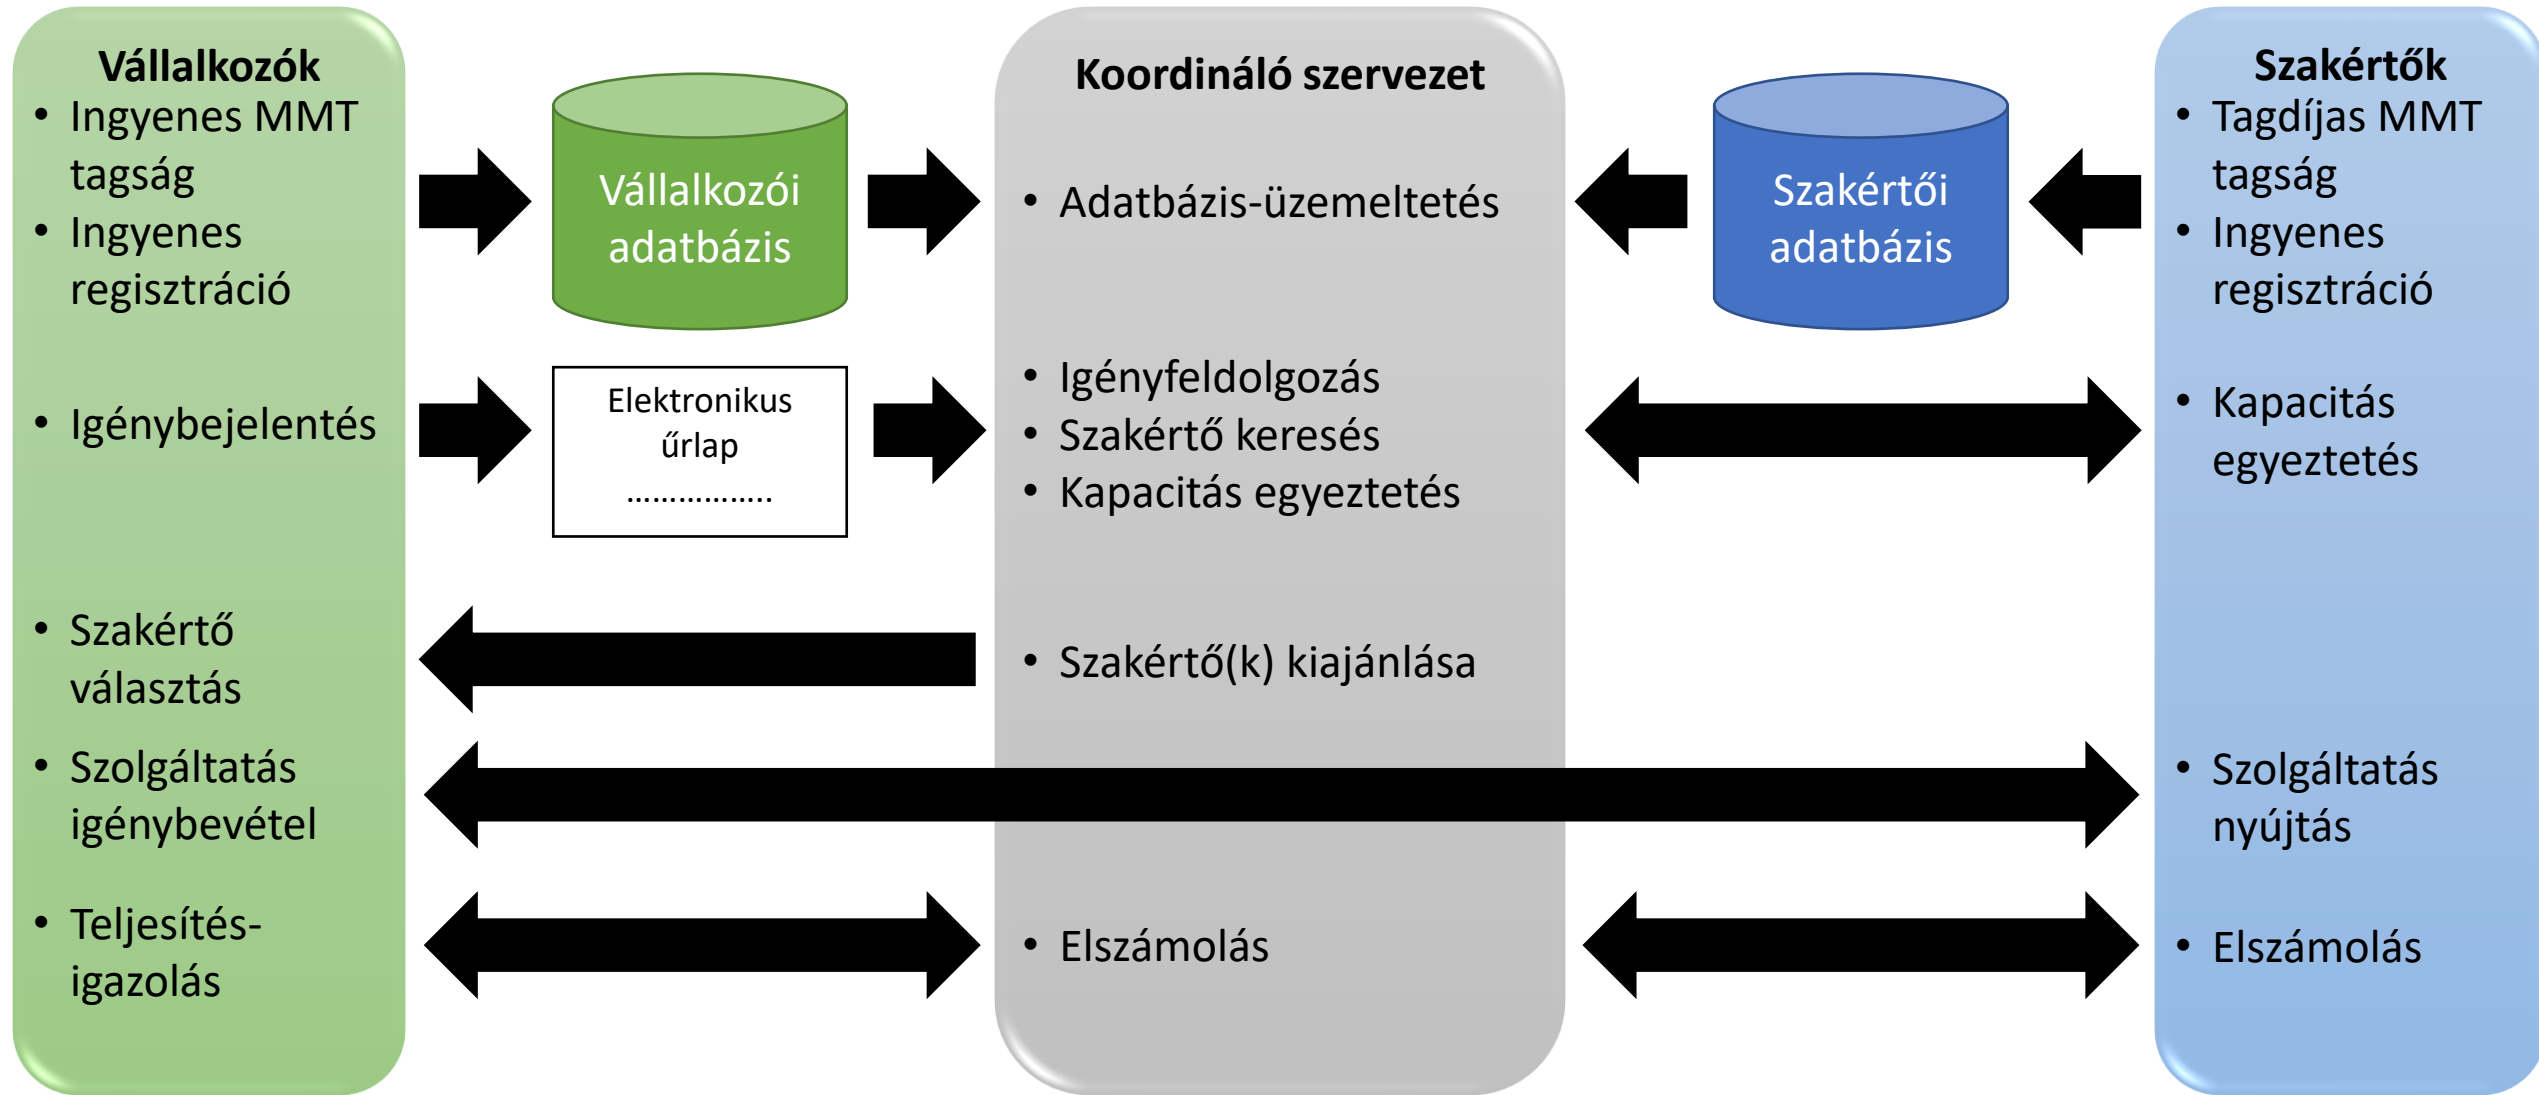 Vállalkozók
• Ingyenes MMT
tagság
• Ingyenes
regisztráció
• Igénybejelentés
• Szakértő
választás
• Szolgáltatás
igénybevétel
• Teljesítés-
igazolás
Vállalkozói
adatbázis
Elektronikus
űrlap
……………..
Koordináló szervezet
• Adatbázis-üzemeltetés
• Igényfeldolgozás
• Szakértő keresés
• Kapacitás egyeztetés
• Szakértő(k) kiajánlása
• Elszámolás
Szakértői
adatbázis
Szakértők
• Tagdíjas MMT
tagság
• Ingyenes
regisztráció
• Kapacitás
egyeztetés
• Szolgáltatás
nyújtás
• Elszámolás